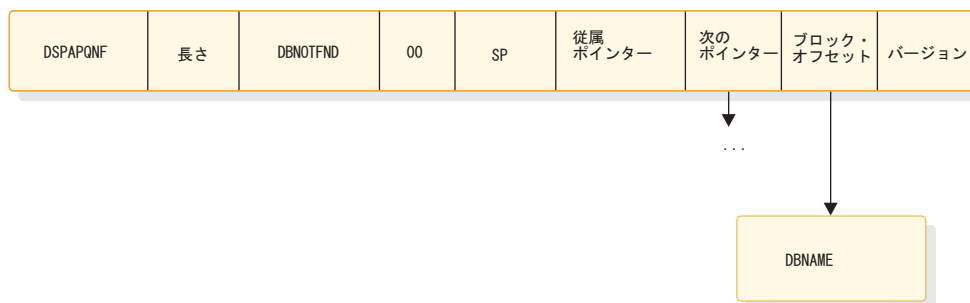 DSPAPQNF
長さ
DBNOTFND
00
SP
従属
ポインター
次の
ポインター
ブロック・
オフセット
バージョン
...
DBNAME